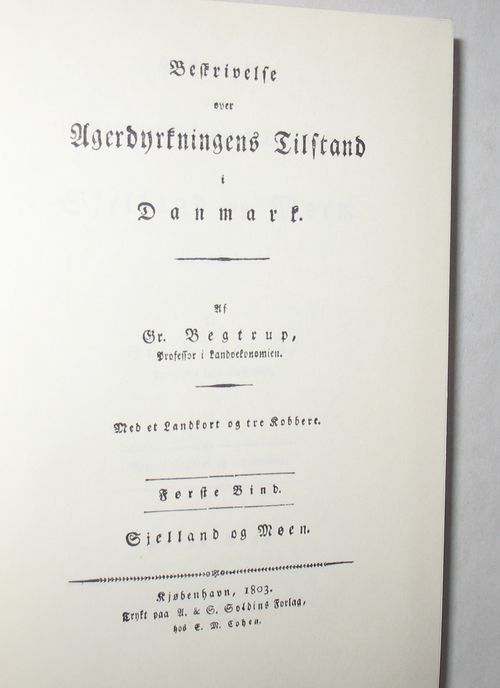 Beskrivelse
over
Agerdyrkningens Tilstand
i
Danmark.
Af
Gr. Begtrup,
Professor i Landoekonomien.
Med et Landkort og tre Kobbere.
Første Bind.
Sjelland og Møen.
Kjøbenhavn, 1803.
Trykt paa A. & S. Soldins Forlag,
hos E. M. Cohen.